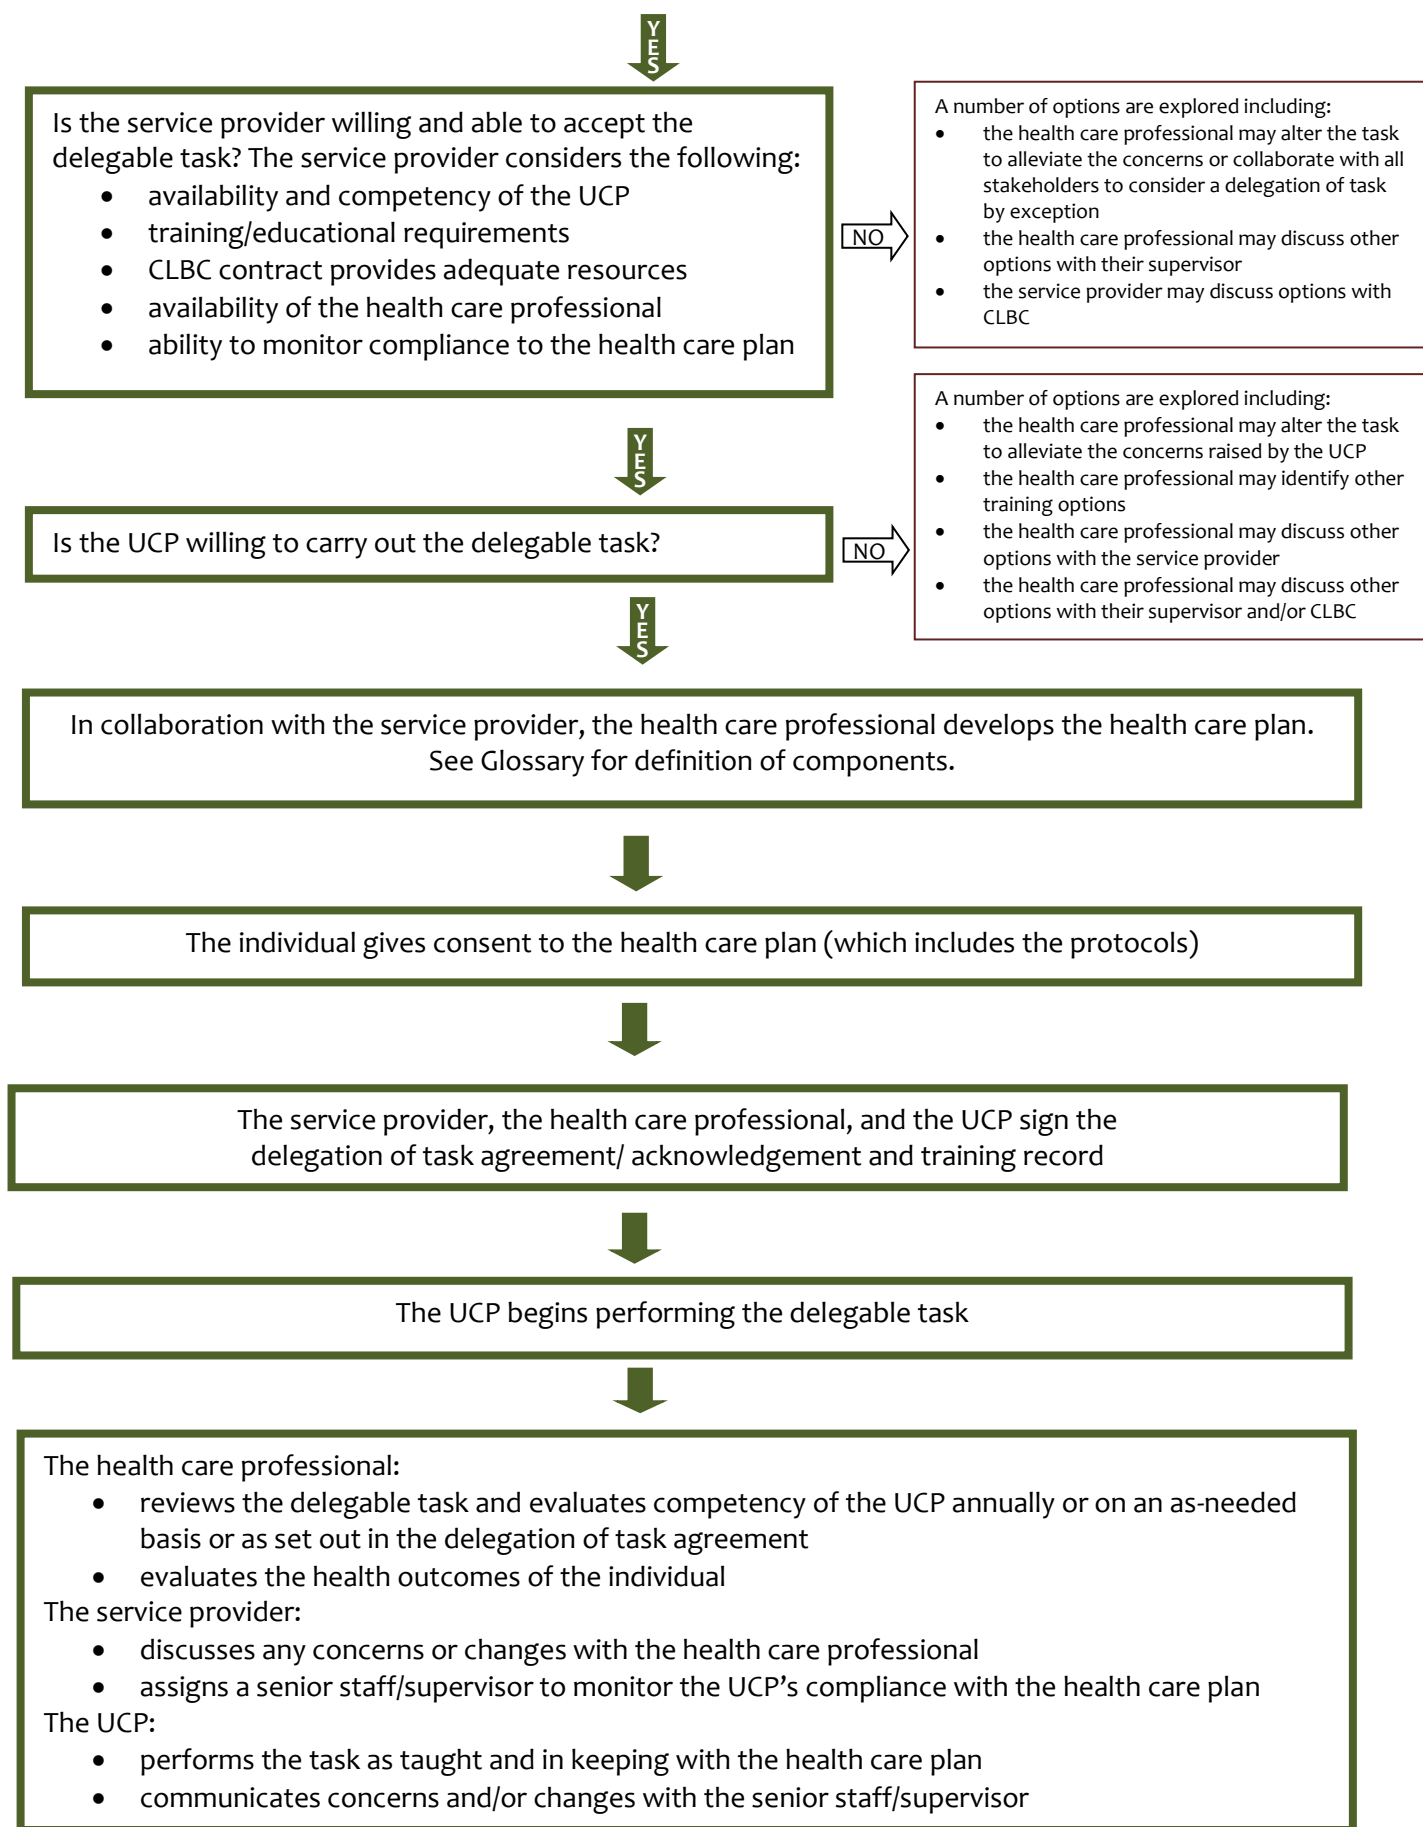 YES
Is the service provider willing and able to accept the
delegable task? The service provider considers the following:
• availability and competency of the UCP
• training/educational requirements
• CLBC contract provides adequate resources
• availability of the health care professional
• ability to monitor compliance to the health care plan
NO
A number of options are explored including:
• the health care professional may alter the task
to alleviate the concerns or collaborate with all
stakeholders to consider a delegation of task
by exception
• the health care professional may discuss other
options with their supervisor
• the service provider may discuss options with
CLBC
YES
Is the UCP willing to carry out the delegable task?
NO
A number of options are explored including:
• the health care professional may alter the task
to alleviate the concerns raised by the UCP
• the health care professional may identify other
training options
• the health care professional may discuss other
options with the service provider
• the health care professional may discuss other
options with their supervisor and/or CLBC
YES
In collaboration with the service provider, the health care professional develops the health care plan.
See Glossary for definition of components.
The individual gives consent to the health care plan (which includes the protocols)
The service provider, the health care professional, and the UCP sign the
delegation of task agreement/ acknowledgement and training record
The UCP begins performing the delegable task
The health care professional:
• reviews the delegable task and evaluates competency of the UCP annually or on an as-needed
basis or as set out in the delegation of task agreement
• evaluates the health outcomes of the individual
The service provider:
• discusses any concerns or changes with the health care professional
• assigns a senior staff/supervisor to monitor the UCP’s compliance with the health care plan
The UCP:
• performs the task as taught and in keeping with the health care plan
• communicates concerns and/or changes with the senior staff/supervisor